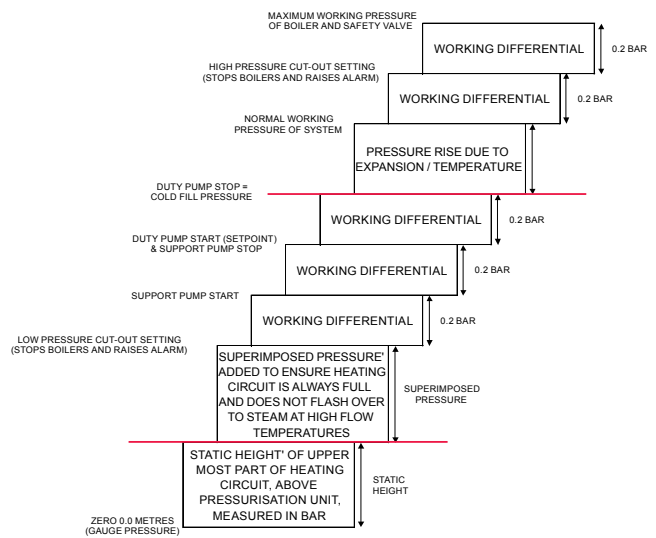 MAXIMUM WORKING PRESSURE
OF BOILER AND SAFETY VALVE
WORKING DIFFERENTIAL
0.2 BAR
HIGH PRESSURE CUT-OUT SETTING
(STOPS BOILERS AND RAISES ALARM)
WORKING DIFFERENTIAL
0.2 BAR
NORMAL WORKING
PRESSURE OF SYSTEM
PRESSURE RISE DUE TO
EXPANSION / TEMPERATURE
DUTY PUMP STOP =
COLD FILL PRESSURE
WORKING DIFFERENTIAL
0.2 BAR
DUTY PUMP START (SETPOINT)
& SUPPORT PUMP STOP
WORKING DIFFERENTIAL
0.2 BAR
SUPPORT PUMP START
WORKING DIFFERENTIAL
0.2 BAR
LOW PRESSURE CUT-OUT SETTING
(STOPS BOILERS AND RAISES ALARM)
SUPERIMPOSED PRESSURE'
ADDED TO ENSURE HEATING
CIRCUIT IS ALWAYS FULL
AND DOES NOT FLASH OVER
TO STEAM AT HIGH FLOW
TEMPERATURES
SUPERIMPOSED
PRESSURE
STATIC HEIGHT' OF UPPER
MOST PART OF HEATING
CIRCUIT, ABOVE
PRESSURISATION UNIT,
MEASURED IN BAR
STATIC
HEIGHT
ZERO 0.0 METRES
(GAUGE PRESSURE)